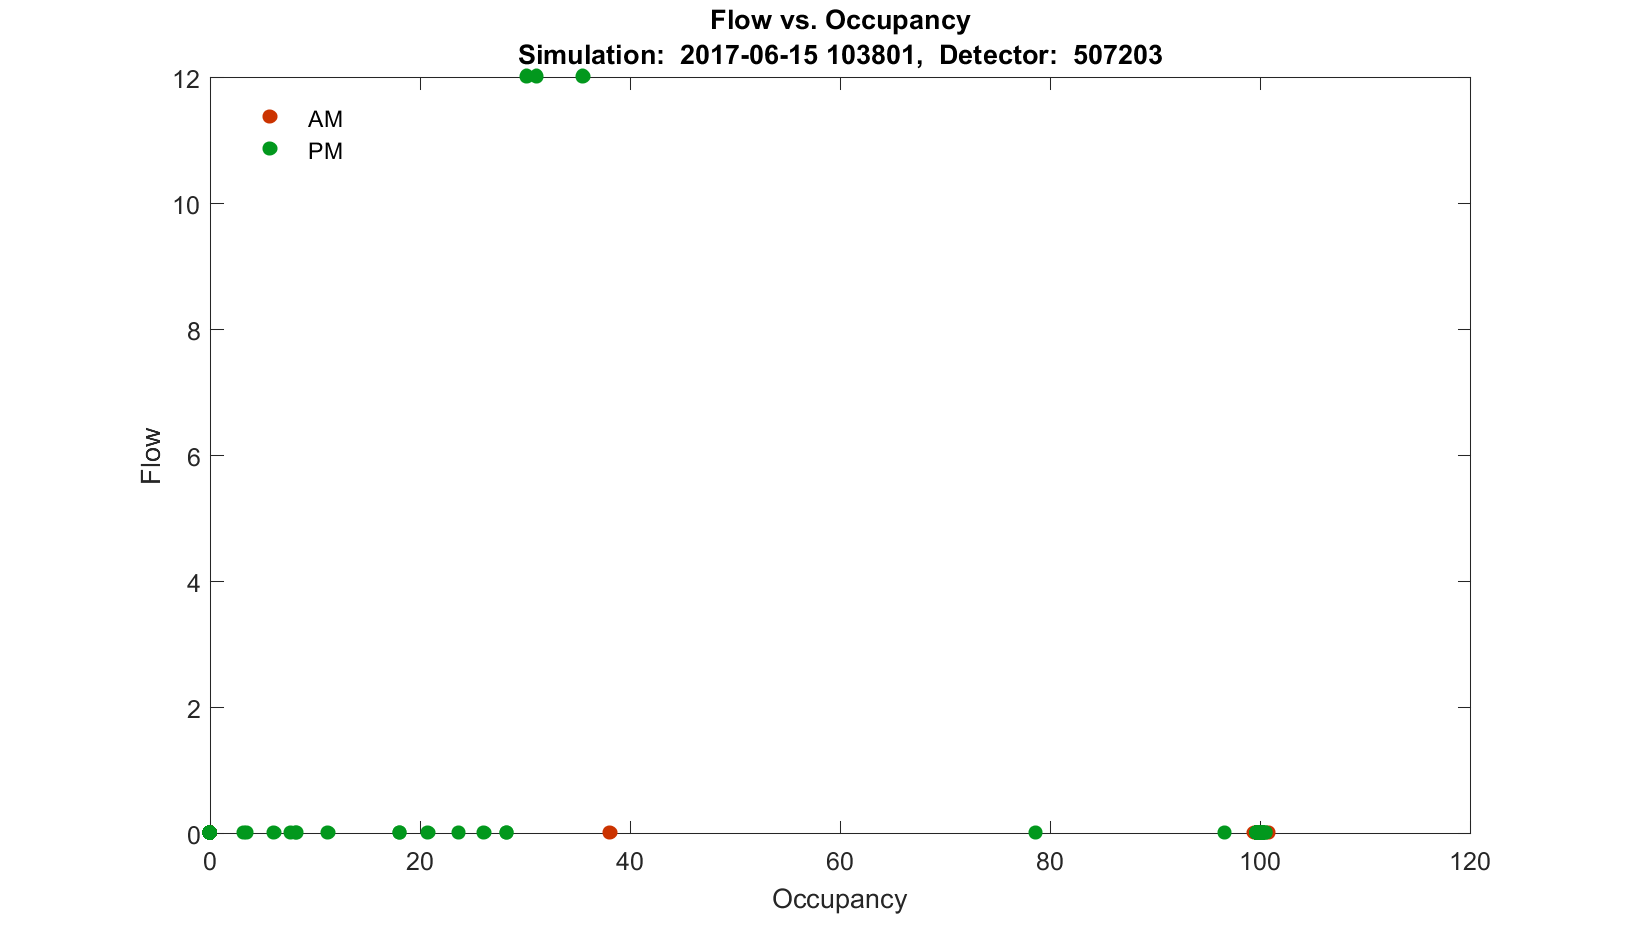 Flow vs. Occupancy
Simulation:  2017-06-15 103801,  Detector:  507203
AM
PM
12
10
8
6
4
2
0
Flow
0 20 40 60 80 100 120
Occupancy